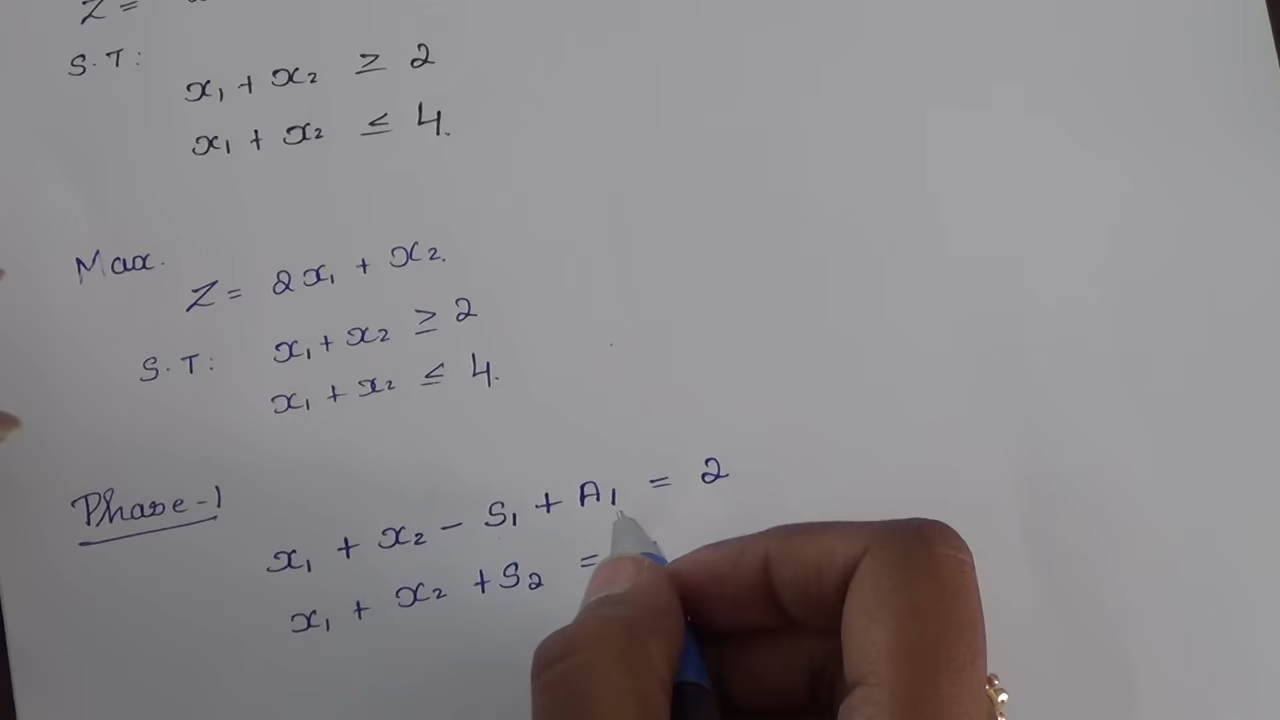 Z =
S.T:
x₁ + x₂ ≥ 2
x₁ + x₂ ≤ 4.
Max.
Z = 2x₁ + x₂.
S.T: x₁ + x₂ ≥ 2
x₁ + x₂ ≤ 4.
Phase-1
x₁ + x₂ - S₁ + A₁ = 2
x₁ + x₂ + S₂ =